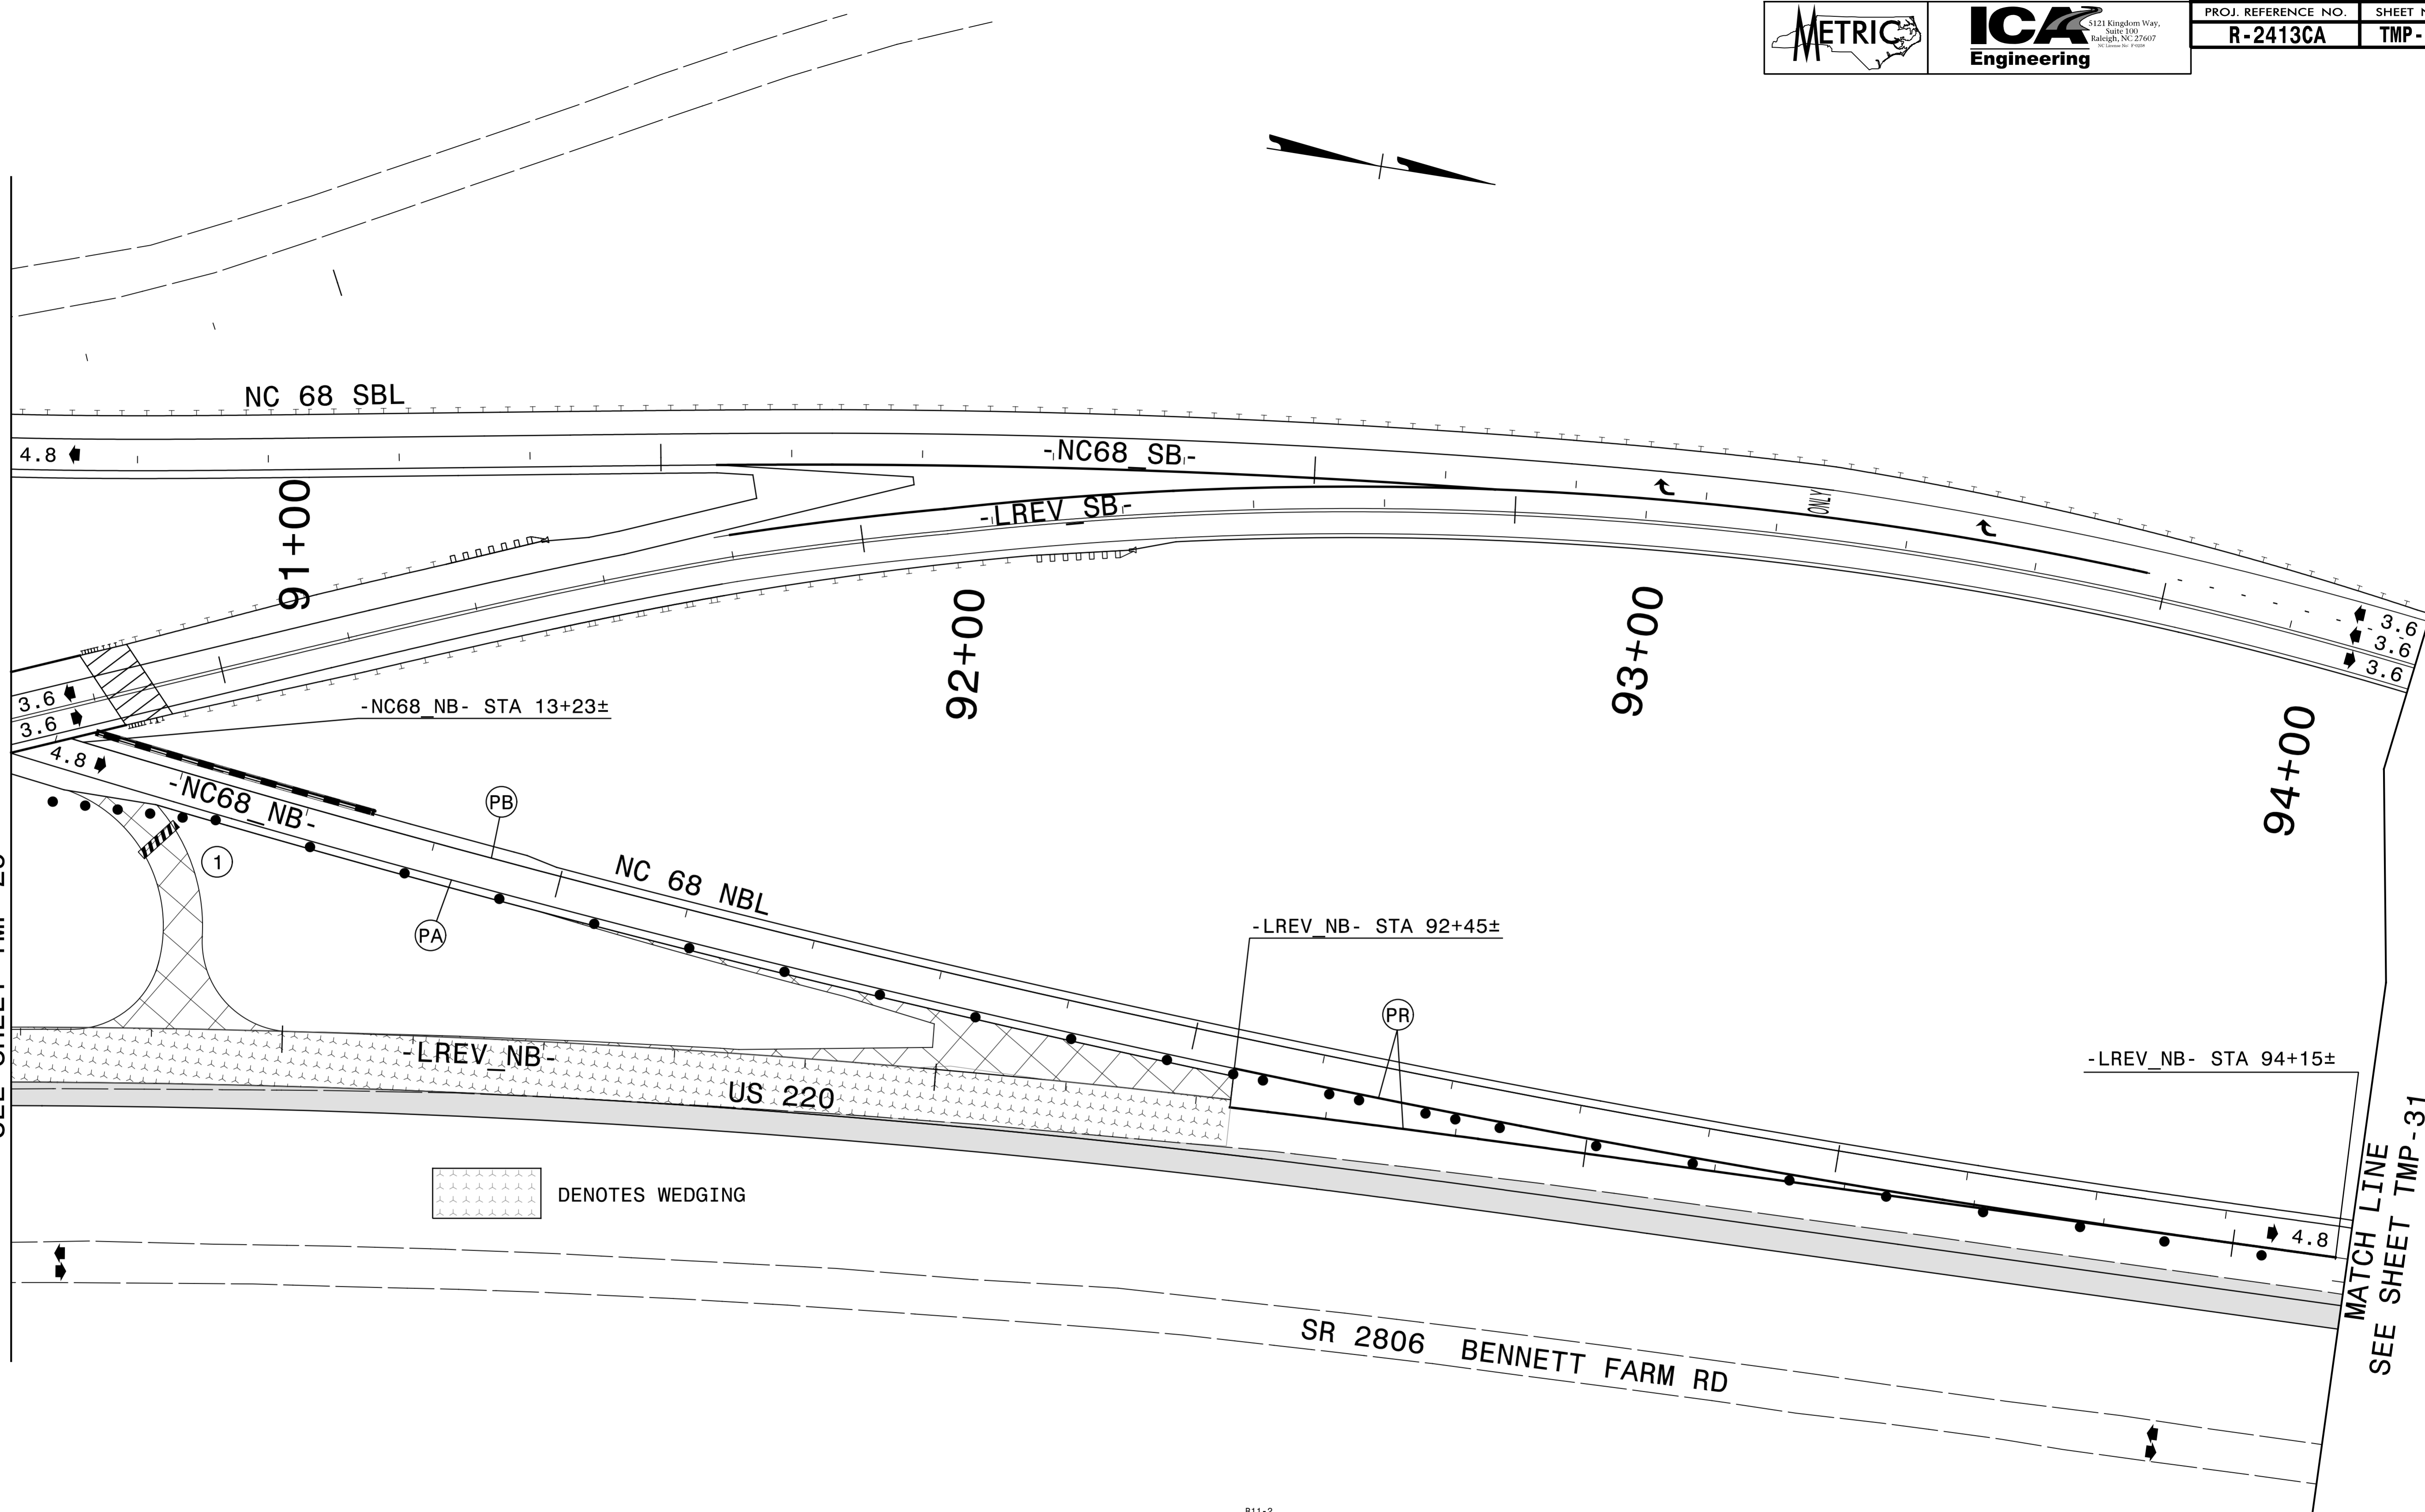 METRIC
ICA
Engineering
5121 Kingdom Way,
Suite 100
Raleigh, NC 27607
PROJ. REFERENCE NO.
R-2413CA
SHEET
TMP-
NC 68 SBL
4.8
-NC68_SB-
-LREV_SB-
ONLY
91+00
92+00
93+00
94+00
3.6
3.6
3.6
3.6
3.6
-NC68_NB- STA 13+23±
4.8
-NC68_NB-
PB
1
NC 68 NBL
PA
-LREV_NB- STA 92+45±
PR
-LREV_NB-
US 220
-LREV_NB- STA 94+15±
DENOTES WEDGING
4.8
MATCH LINE
SEE SHEET TMP-31
SR 2806 BENNETT FARM RD